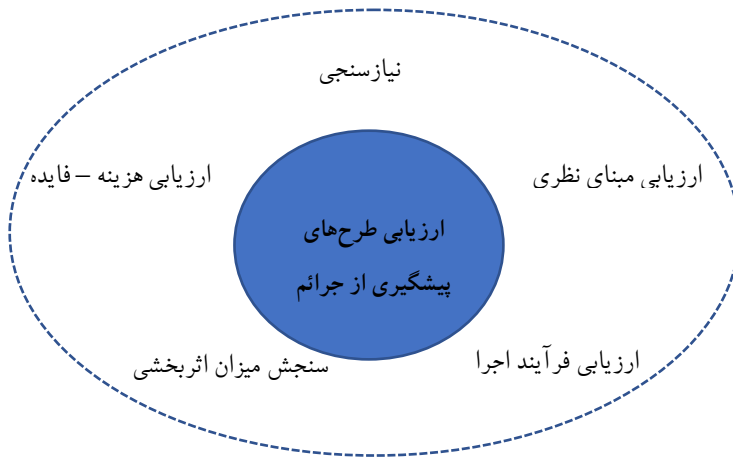 نیازسنجی
ارزیابی مبنای نظری
ارزیابی هزینه – فایده
ارزیابی طرح‌های
پیشگیری از جرائم
ارزیابی فرآیند اجرا
سنجش میزان اثربخشی